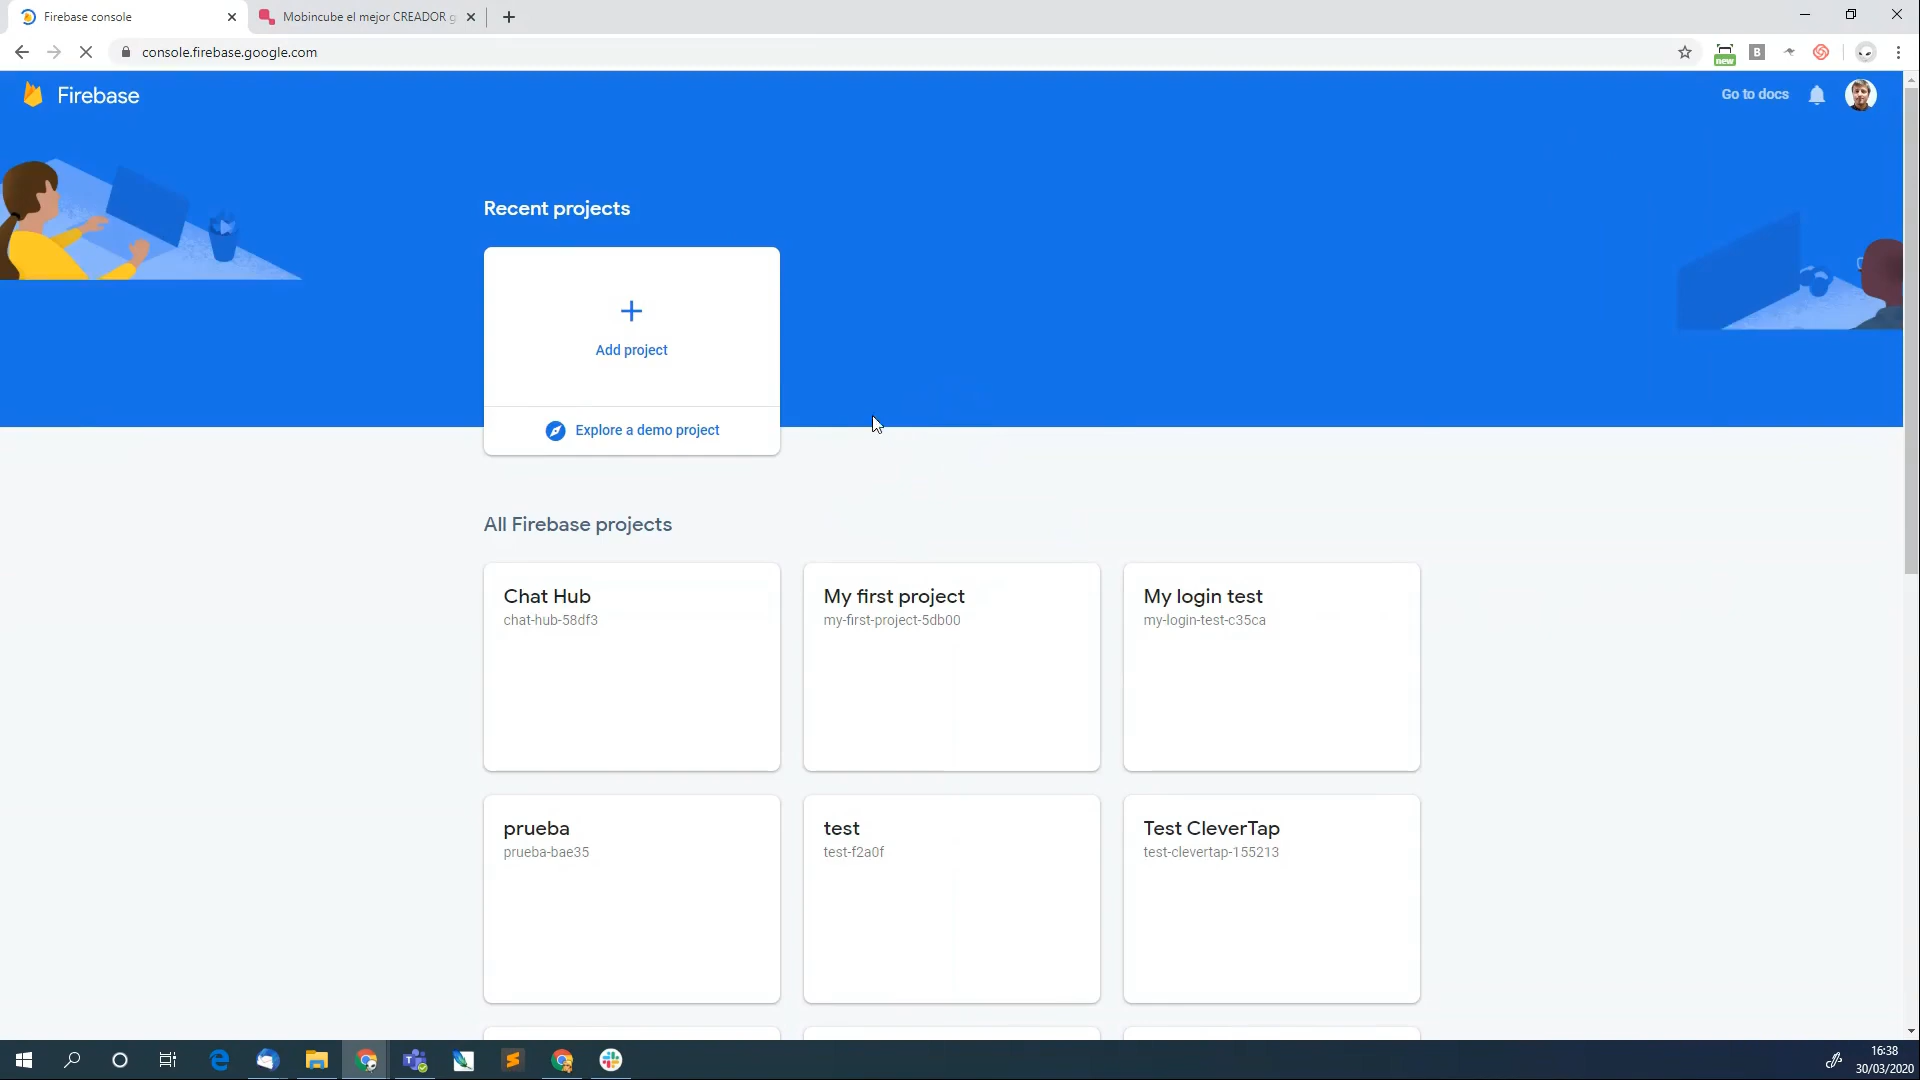 Firebase console
Mobincube el mejor CREADOR g
console.firebase.google.com
new
B
Firebase
Go to docs
Recent projects
Add project
Explore a demo project
All Firebase projects
Chat Hub
chat-hub-58df3
My first project
my-first-project-5db00
My login test
my-login-test-c35ca
prueba
prueba-bae35
test
test-f2a0f
Test CleverTap
test-clevertap-155213
16:38
30/03/2020